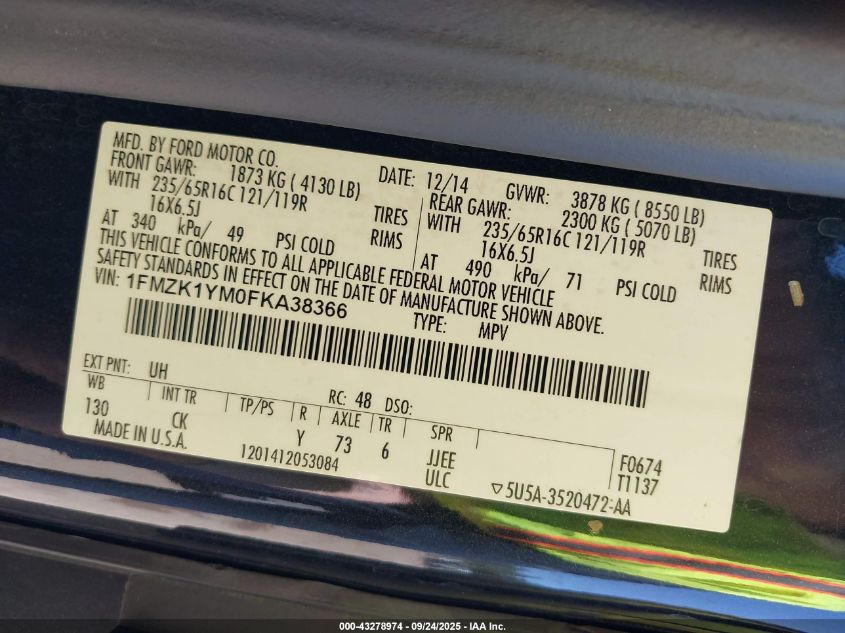 MFD. BY FORD MOTOR CO.
DATE: 12/14 GVWR: 3878 KG ( 8550 LB)
FRONT GAWR: 1873 KG ( 4130 LB) REAR GAWR: 2300 KG ( 5070 LB)
WITH 235/65R16C 121/119R TIRES WITH 235/65R16C 121/119R TIRES
16X6.5J RIMS 16X6.5J RIMS
AT 340 kPa/ 49 PSI COLD AT 490 kPa/ 71 PSI COLD
THIS VEHICLE CONFORMS TO ALL APPLICABLE FEDERAL MOTOR VEHICLE
SAFETY STANDARDS IN EFFECT ON THE DATE OF MANUFACTURE SHOWN ABOVE.
VIN: 1FMZK1YM0FKA38366 TYPE: MPV
EXT PNT: UH RC: 48 DSO:
WB INT TR TP/PS R AXLE TR SPR
130 CK Y 73 6 JJEE F0674
MADE IN U.S.A. 1201412053084 ULC T1137
▽5U5A-3520472-AA
000-43278974 - 09/24/2025 - IAA Inc.